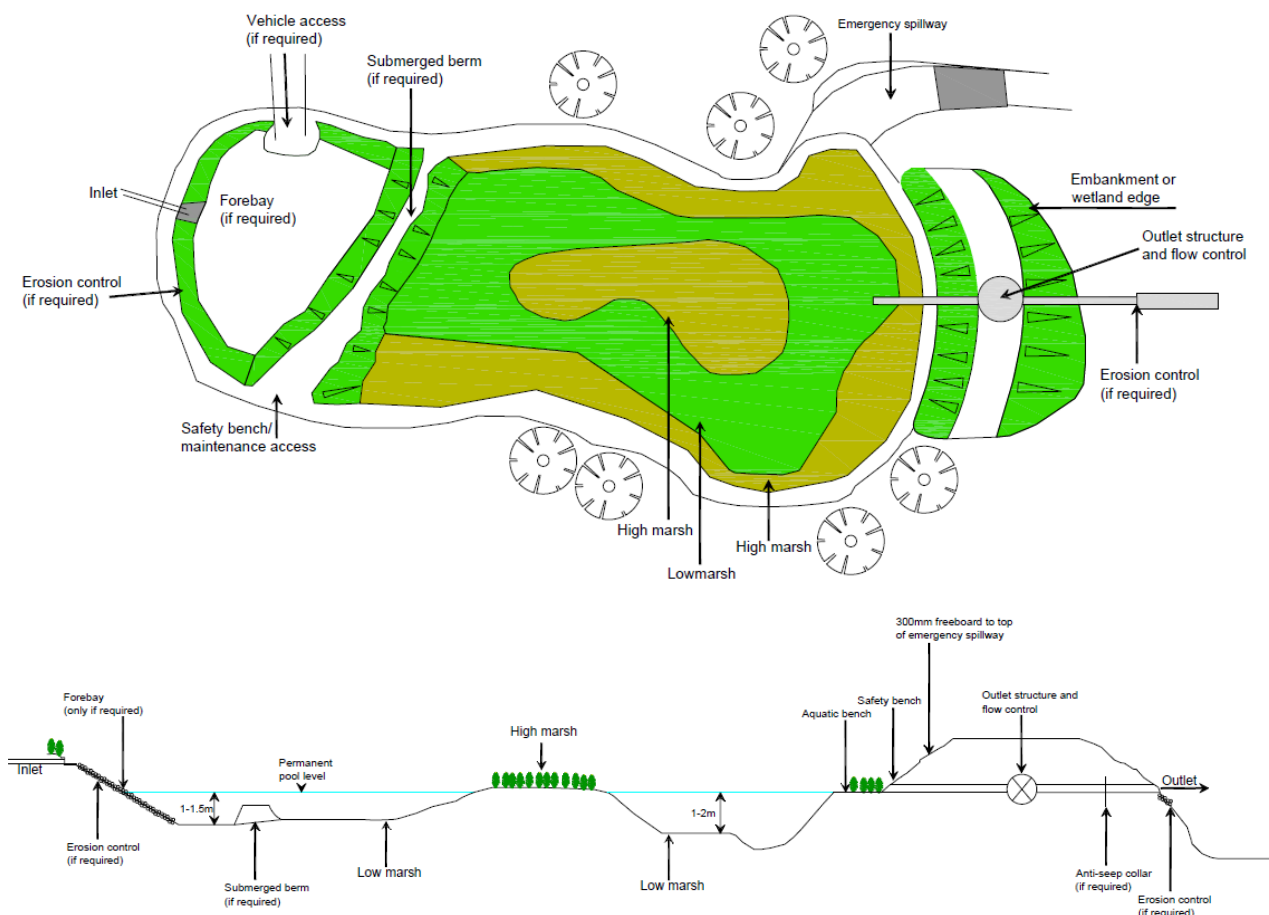 Vehicle access
(if required)
Submerged berm
(if required)
Emergency spillway
Inlet
Forebay
(if required)
Embankment or
wetland edge
Outlet structure
and flow control
Erosion control
(if required)
Erosion control
(if required)
Safety bench/
maintenance access
High marsh
High marsh
Lowmarsh
300mm freeboard to top
of emergency spillway
Forebay
(only if required)
Safety bench
Outlet structure and
flow control
Aquatic bench
High marsh
Permanent
pool level
Inlet
Outlet
1-1.5m
1-2m
Erosion control
(if required)
Low marsh
Low marsh
Submerged berm
(if required)
Anti-seep collar
(if required)
Erosion control
(if required)